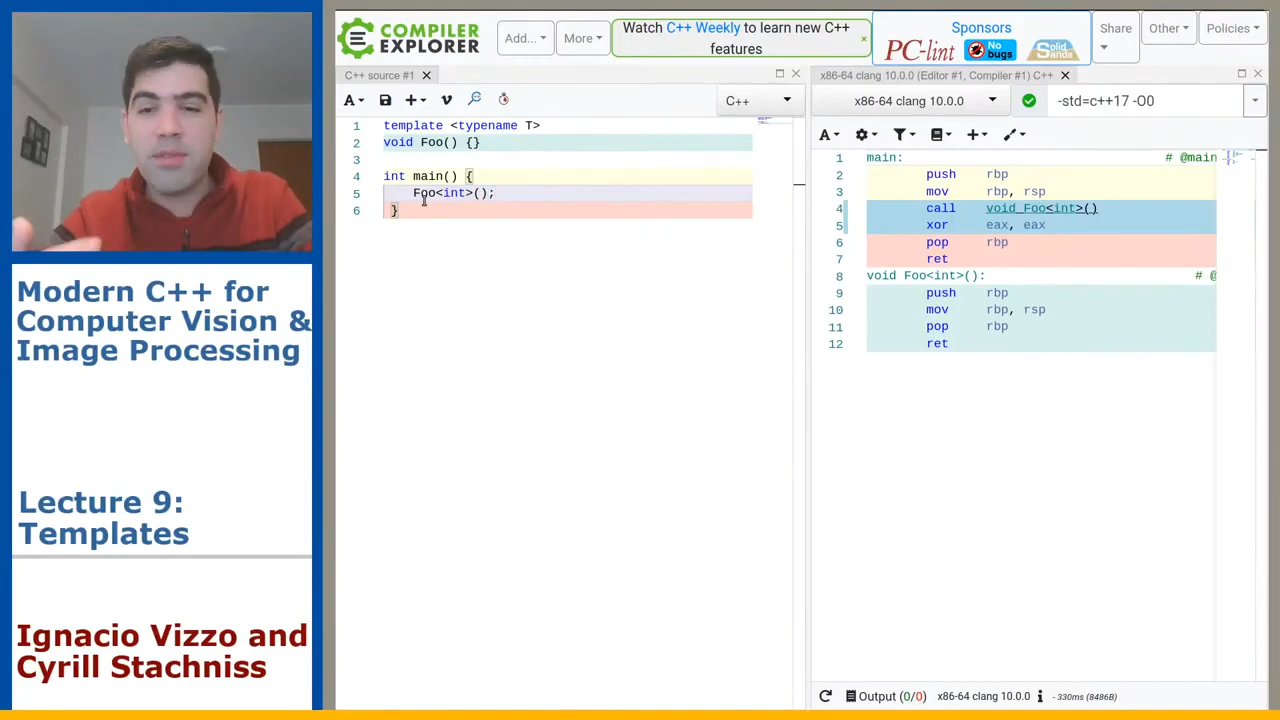 Modern C++ for
Computer Vision &
Image Processing
Lecture 9:
Templates
Ignacio Vizzo and
Cyrill Stachniss
COMPILER
EXPLORER
Add...
More
Watch C++ Weekly to learn new C++
features
×
Sponsors
PC-lint
No
bugs
Solid
Sands
Share
Other
Policies
C++ source #1
A
C++
1 template <typename T>
2 void Foo() {}
3
4 int main() {
5 Foo<int>();
6 }
x86-64 clang 10.0.0 (Editor #1, Compiler #1) C++
x86-64 clang 10.0.0
-std=c++17 -O0
A
1 main: # @main
2 push rbp
3 mov rbp, rsp
4 call void Foo<int>()
5 xor eax, eax
6 pop rbp
7 ret
8 void Foo<int>(): # @
9 push rbp
10 mov rbp, rsp
11 pop rbp
12 ret
Output (0/0) x86-64 clang 10.0.0 i - 330ms (8486B)